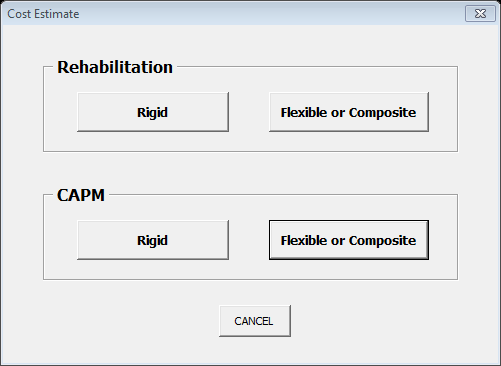 Cost Estimate
Rehabilitation
Rigid
Flexible or Composite
CAPM
Rigid
Flexible or Composite
CANCEL